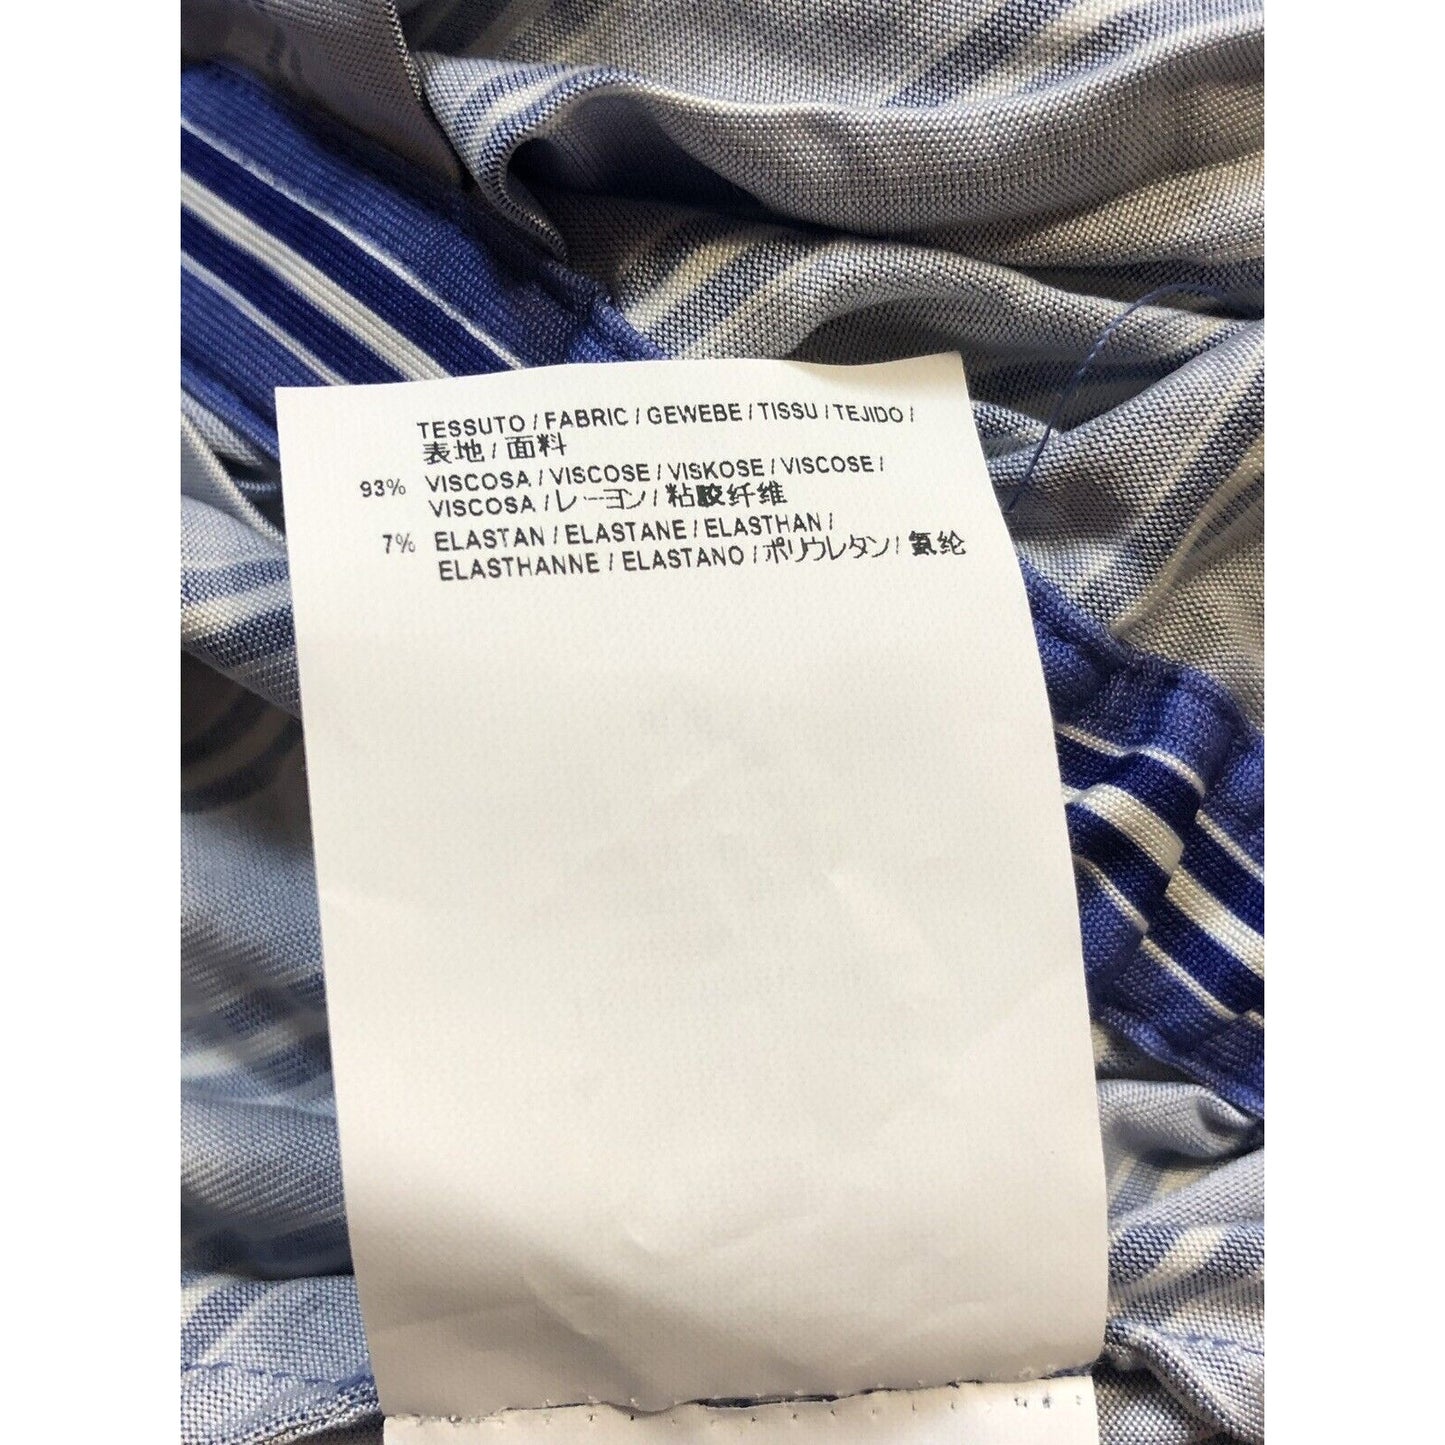 TESSUTO / FABRIC / GEWEBE / TISSU / TEJIDO /
表地 / 面料
93% VISCOSA / VISCOSE / VISKOSE / VISCOSE /
VISCOSA / レーヨン / 粘胶纤维
7% ELASTAN / ELASTANE / ELASTHAN /
ELASTHANNE / ELASTANO / ポリウレタン / 氨纶